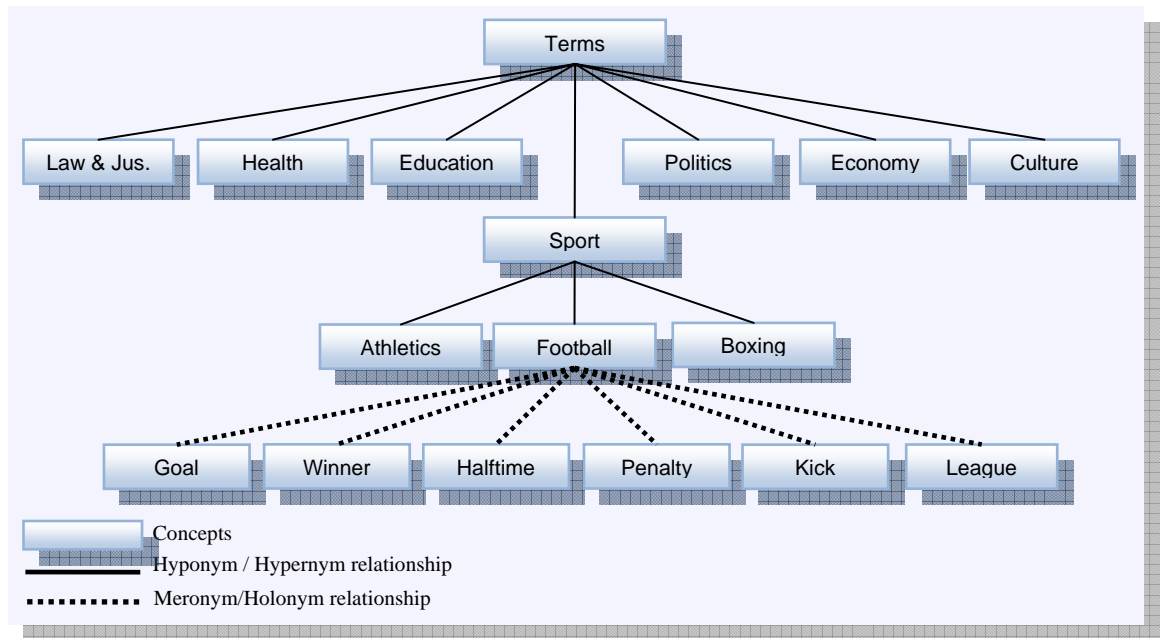 Terms
Law & Jus.
Health
Education
Politics
Economy
Culture
Sport
Athletics
Football
Boxing
Goal
Winner
Halftime
Penalty
Kick
League
Concepts
Hyponym / Hypernym relationship
Meronym/Holonym relationship